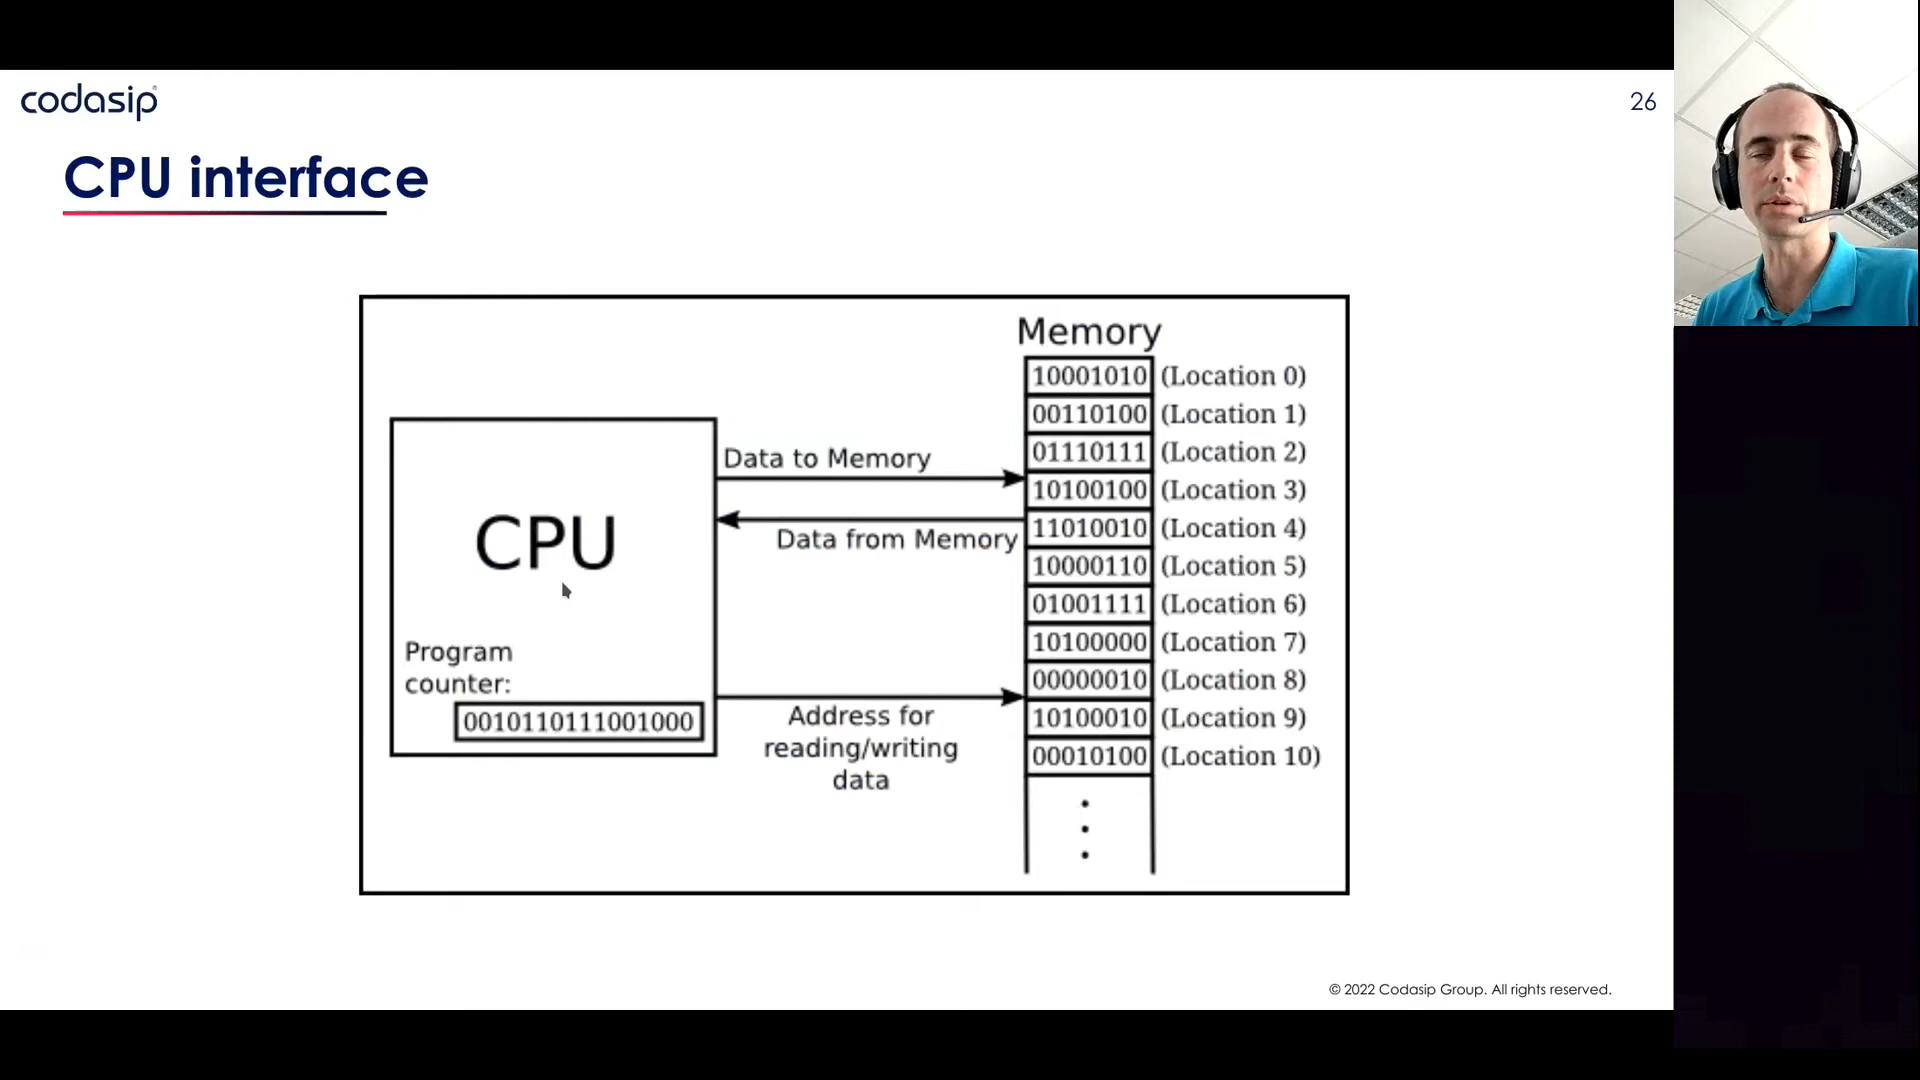 codasip
26
CPU interface
Memory
10001010 (Location 0)
00110100 (Location 1)
Data to Memory
01110111 (Location 2)
10100100 (Location 3)
CPU
Data from Memory
11010010 (Location 4)
10000110 (Location 5)
01001111 (Location 6)
Program
counter:
0010110111001000
10100000 (Location 7)
00000010 (Location 8)
Address for
reading/writing
data
10100010 (Location 9)
00010100 (Location 10)
© 2022 Codasip Group. All rights reserved.